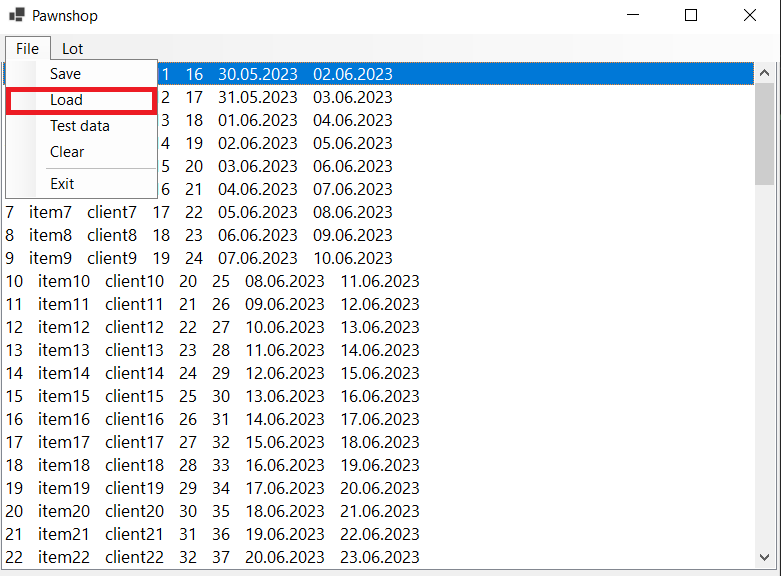 Pawnshop
File Lot
Save 1 16 30.05.2023 02.06.2023
Load 2 17 31.05.2023 03.06.2023
Test data 3 18 01.06.2023 04.06.2023
Clear 4 19 02.06.2023 05.06.2023
5 20 03.06.2023 06.06.2023
Exit 6 21 04.06.2023 07.06.2023
7 item7 client7 17 22 05.06.2023 08.06.2023
8 item8 client8 18 23 06.06.2023 09.06.2023
9 item9 client9 19 24 07.06.2023 10.06.2023
10 item10 client10 20 25 08.06.2023 11.06.2023
11 item11 client11 21 26 09.06.2023 12.06.2023
12 item12 client12 22 27 10.06.2023 13.06.2023
13 item13 client13 23 28 11.06.2023 14.06.2023
14 item14 client14 24 29 12.06.2023 15.06.2023
15 item15 client15 25 30 13.06.2023 16.06.2023
16 item16 client16 26 31 14.06.2023 17.06.2023
17 item17 client17 27 32 15.06.2023 18.06.2023
18 item18 client18 28 33 16.06.2023 19.06.2023
19 item19 client19 29 34 17.06.2023 20.06.2023
20 item20 client20 30 35 18.06.2023 21.06.2023
21 item21 client21 31 36 19.06.2023 22.06.2023
22 item22 client22 32 37 20.06.2023 23.06.2023